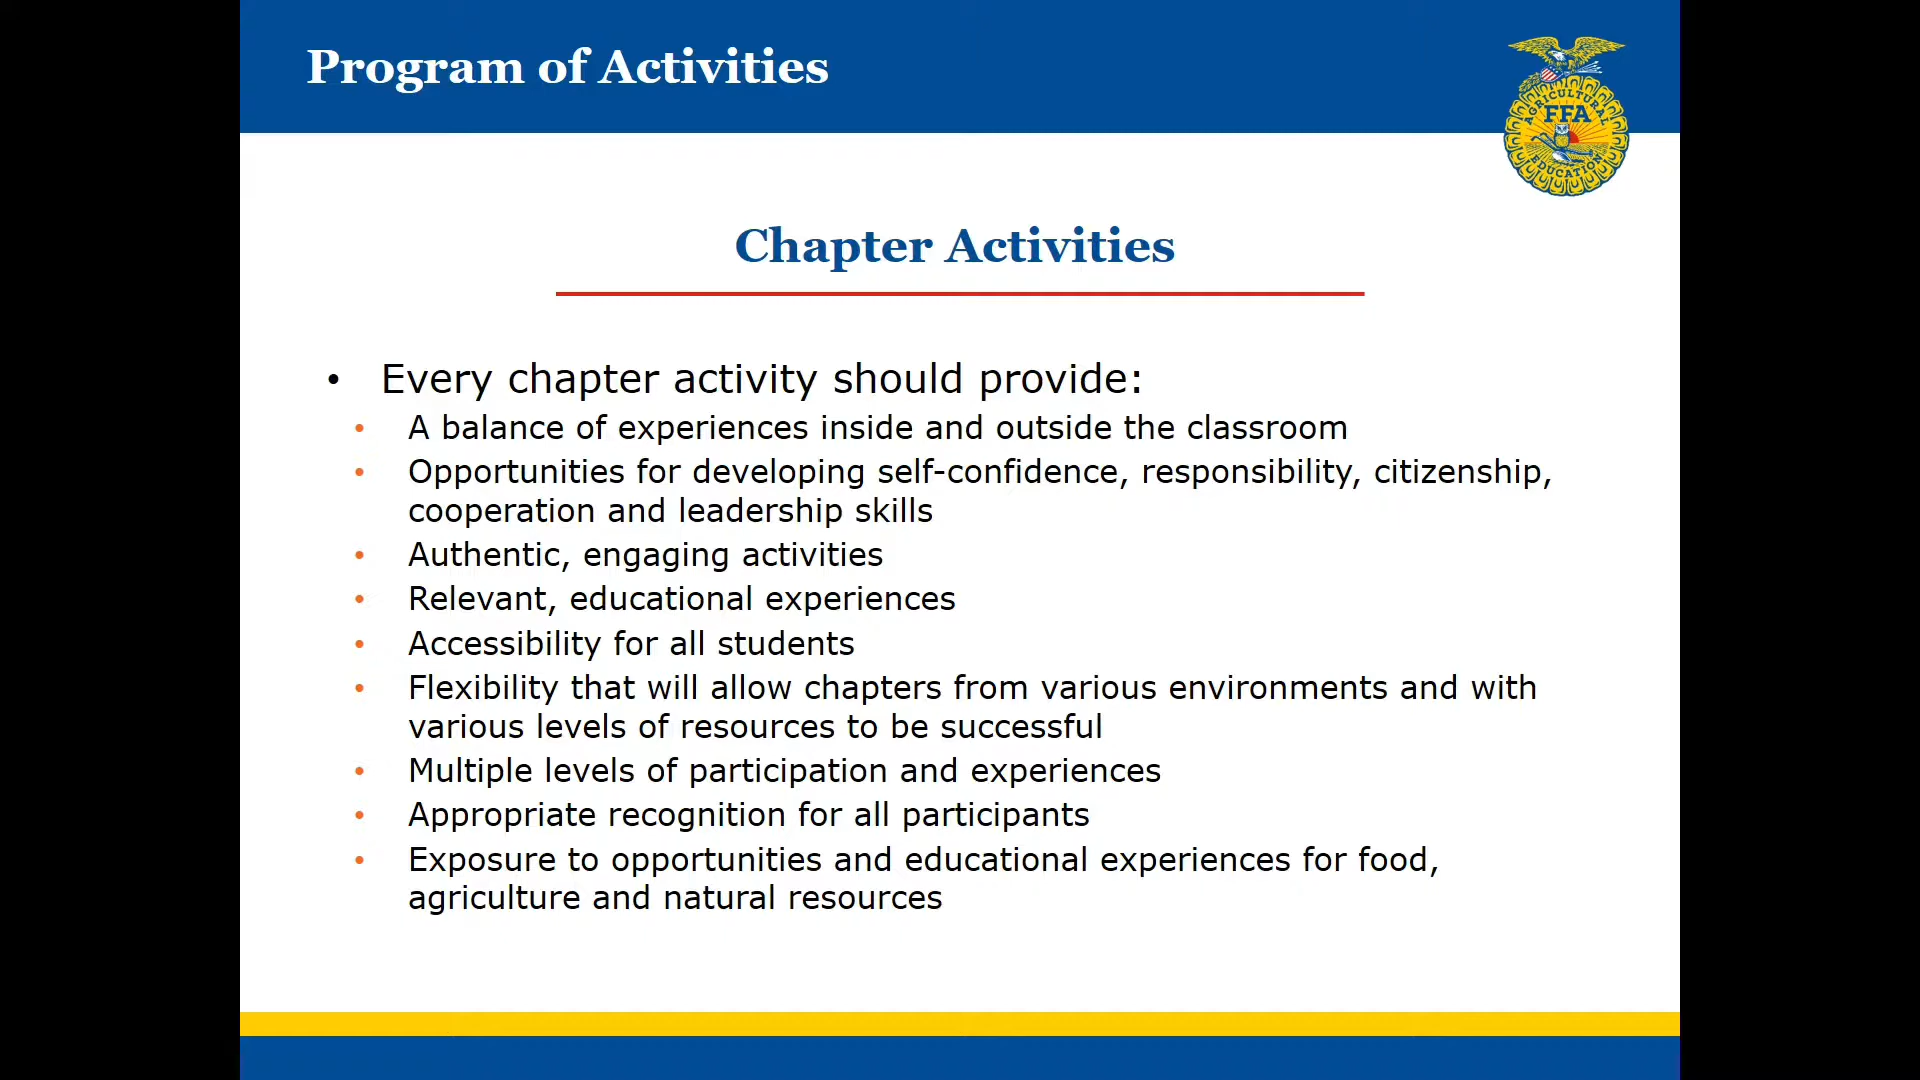 Program of Activities
AGRICULTURAL
FFA
EDUCATION
Chapter Activities
• Every chapter activity should provide:
• A balance of experiences inside and outside the classroom
• Opportunities for developing self-confidence, responsibility, citizenship,
cooperation and leadership skills
• Authentic, engaging activities
• Relevant, educational experiences
• Accessibility for all students
• Flexibility that will allow chapters from various environments and with
various levels of resources to be successful
• Multiple levels of participation and experiences
• Appropriate recognition for all participants
• Exposure to opportunities and educational experiences for food,
agriculture and natural resources